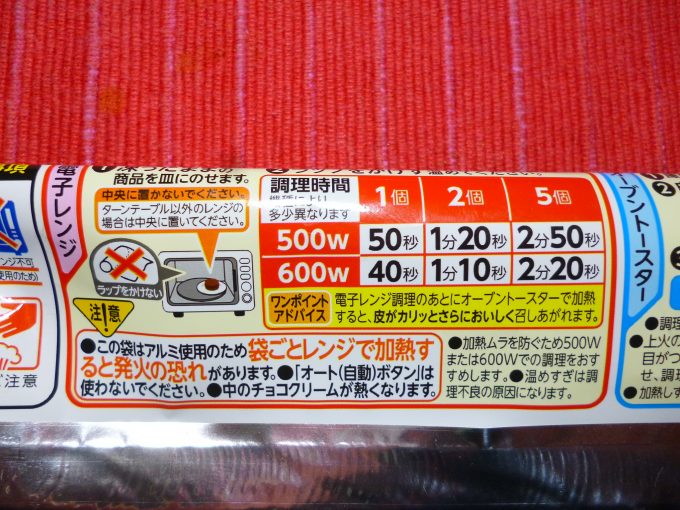 電子レンジ
商品を皿にのせます。
中央に置かないでください。
ターンテーブル以外のレンジの
場合は中央に置いてください。
ラップをかけない
注意
調理時間
多少異なります
1個 2個 5個
500W 50秒 1分20秒 2分50秒
600W 40秒 1分10秒 2分20秒
ワンポイント
アドバイス
電子レンジ調理のあとにオーブントースターで加熱
すると、皮がカリッとさらにおいしく召しあがれます。
●この袋はアルミ使用のため袋ごとレンジで加熱す
ると発火の恐れがあります。●「オート(自動)ボタン」は
使わないでください。●中のチョコクリームが熱くなります。
●加熱ムラを防ぐため500W
または600Wでの調理をおす
すめします。●温めすぎは調
理不良の原因になります。
ーブントースター
●調理
●上火の
目がつ
せ、調理
●加熱しす
ンジ不可
使用のため)
ご注意